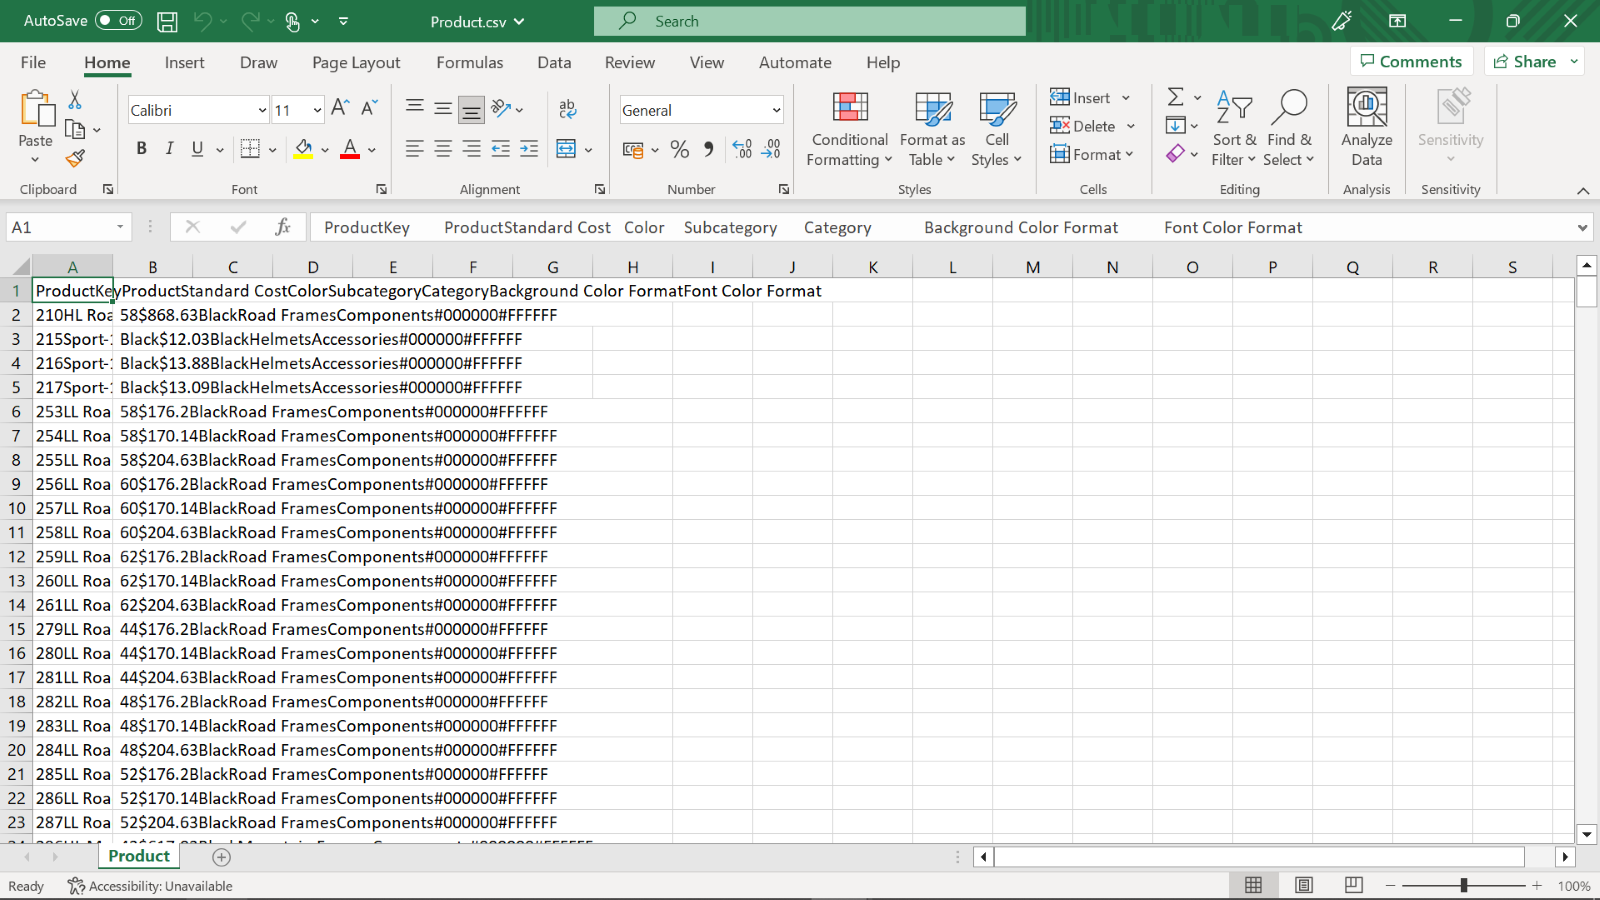 AutoSave Off Product.csv Search
File Home Insert Draw Page Layout Formulas Data Review View Automate Help Comments Share
Paste Calibri 11 General Conditional Formatting Format as Table Cell Styles Insert Delete Format Sort & Filter Find & Select Analyze Data Sensitivity
Clipboard Font Alignment Number Styles Cells Editing Analysis Sensitivity
A1 fx ProductKey ProductStandard Cost Color Subcategory Category Background Color Format Font Color Format
A B C D E F G H I J K L M N O P Q R S
1 ProductKeyProductStandard CostColorSubcategoryCategoryBackground Color FormatFont Color Format
2 210HL Roa 58$868.63BlackRoad FramesComponents#000000#FFFFFF
3 215Sport-1 Black$12.03BlackHelmetsAccessories#000000#FFFFFF
4 216Sport-1 Black$13.88BlackHelmetsAccessories#000000#FFFFFF
5 217Sport-1 Black$13.09BlackHelmetsAccessories#000000#FFFFFF
6 253LL Roa 58$176.2BlackRoad FramesComponents#000000#FFFFFF
7 254LL Roa 58$170.14BlackRoad FramesComponents#000000#FFFFFF
8 255LL Roa 58$204.63BlackRoad FramesComponents#000000#FFFFFF
9 256LL Roa 60$176.2BlackRoad FramesComponents#000000#FFFFFF
10 257LL Roa 60$170.14BlackRoad FramesComponents#000000#FFFFFF
11 258LL Roa 60$204.63BlackRoad FramesComponents#000000#FFFFFF
12 259LL Roa 62$176.2BlackRoad FramesComponents#000000#FFFFFF
13 260LL Roa 62$170.14BlackRoad FramesComponents#000000#FFFFFF
14 261LL Roa 62$204.63BlackRoad FramesComponents#000000#FFFFFF
15 279LL Roa 44$176.2BlackRoad FramesComponents#000000#FFFFFF
16 280LL Roa 44$170.14BlackRoad FramesComponents#000000#FFFFFF
17 281LL Roa 44$204.63BlackRoad FramesComponents#000000#FFFFFF
18 282LL Roa 48$176.2BlackRoad FramesComponents#000000#FFFFFF
19 283LL Roa 48$170.14BlackRoad FramesComponents#000000#FFFFFF
20 284LL Roa 48$204.63BlackRoad FramesComponents#000000#FFFFFF
21 285LL Roa 52$176.2BlackRoad FramesComponents#000000#FFFFFF
22 286LL Roa 52$170.14BlackRoad FramesComponents#000000#FFFFFF
23 287LL Roa 52$204.63BlackRoad FramesComponents#000000#FFFFFF
Product
Ready Accessibility: Unavailable 100%